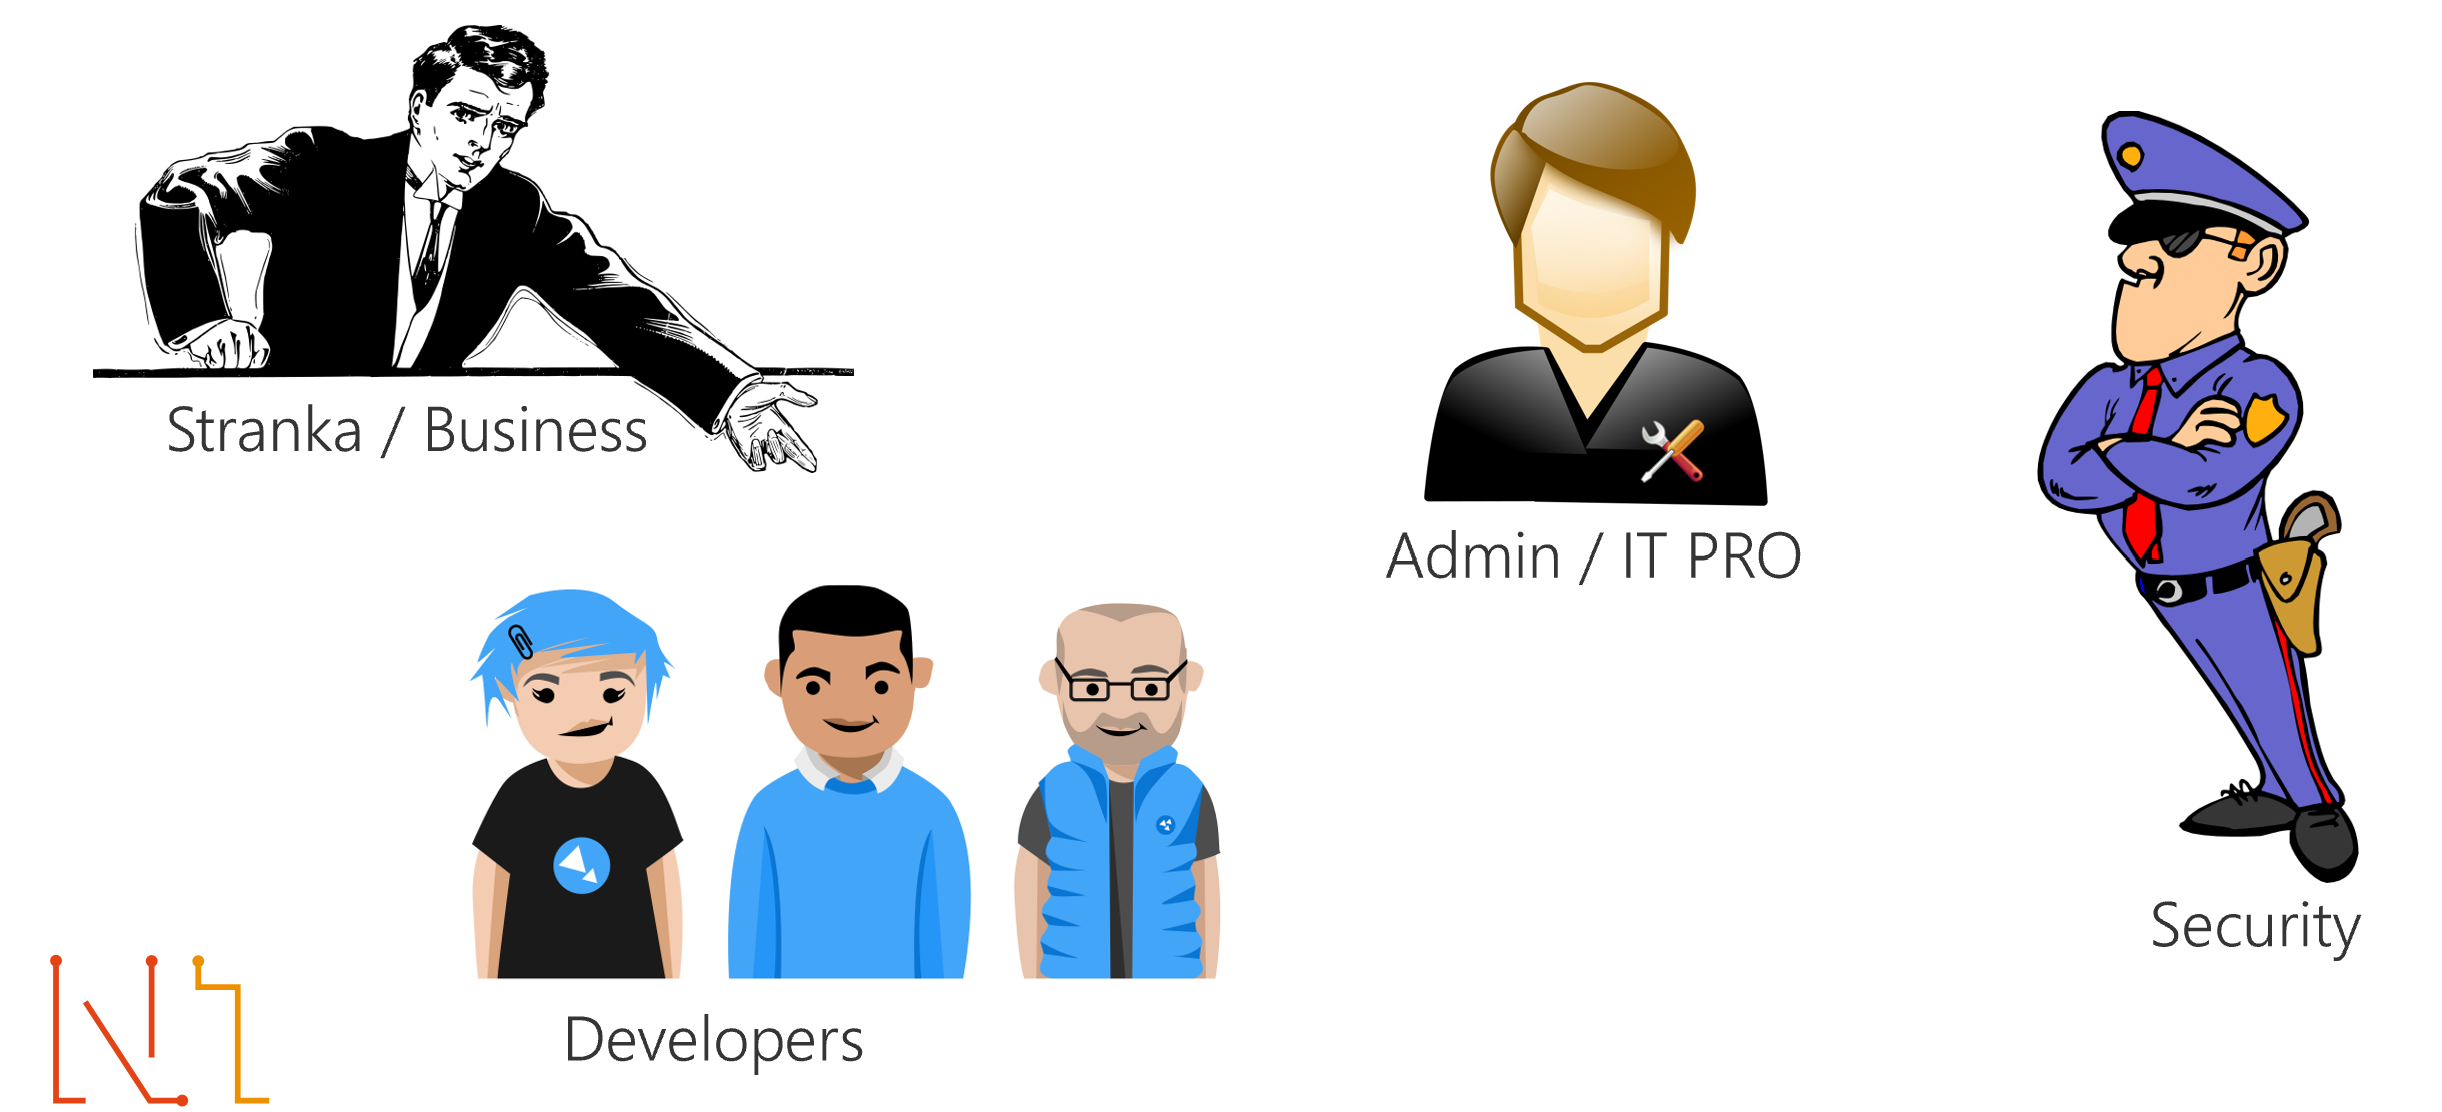 Stranka / Business
Admin / IT PRO
Security
Developers